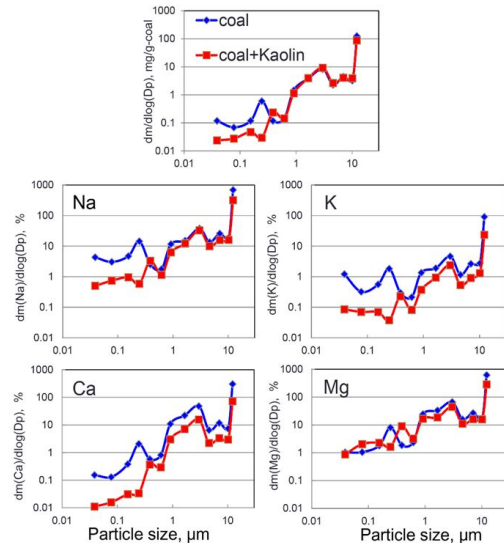 coal
coal+Kaolin
dm/dlog(Dp), mg/g-coal
1000
100
10
1
0.1
0.01
0.01 0.1 1 10 100
Na
dm(Na)/dlog(Dp), %
1000
100
10
1
0.1
0.01
0.01 0.1 1 10 100
K
dm(K)/dlog(Dp), %
1000
100
10
1
0.1
0.01
0.01 0.1 1 10 100
Ca
dm(Ca)/dlog(Dp), %
1000
100
10
1
0.1
0.01
0.01 0.1 1 10 100
Particle size, µm
Mg
dm(Mg)/dlog(Dp), %
1000
100
10
1
0.1
0.01
0.01 0.1 1 10 100
Particle size, µm